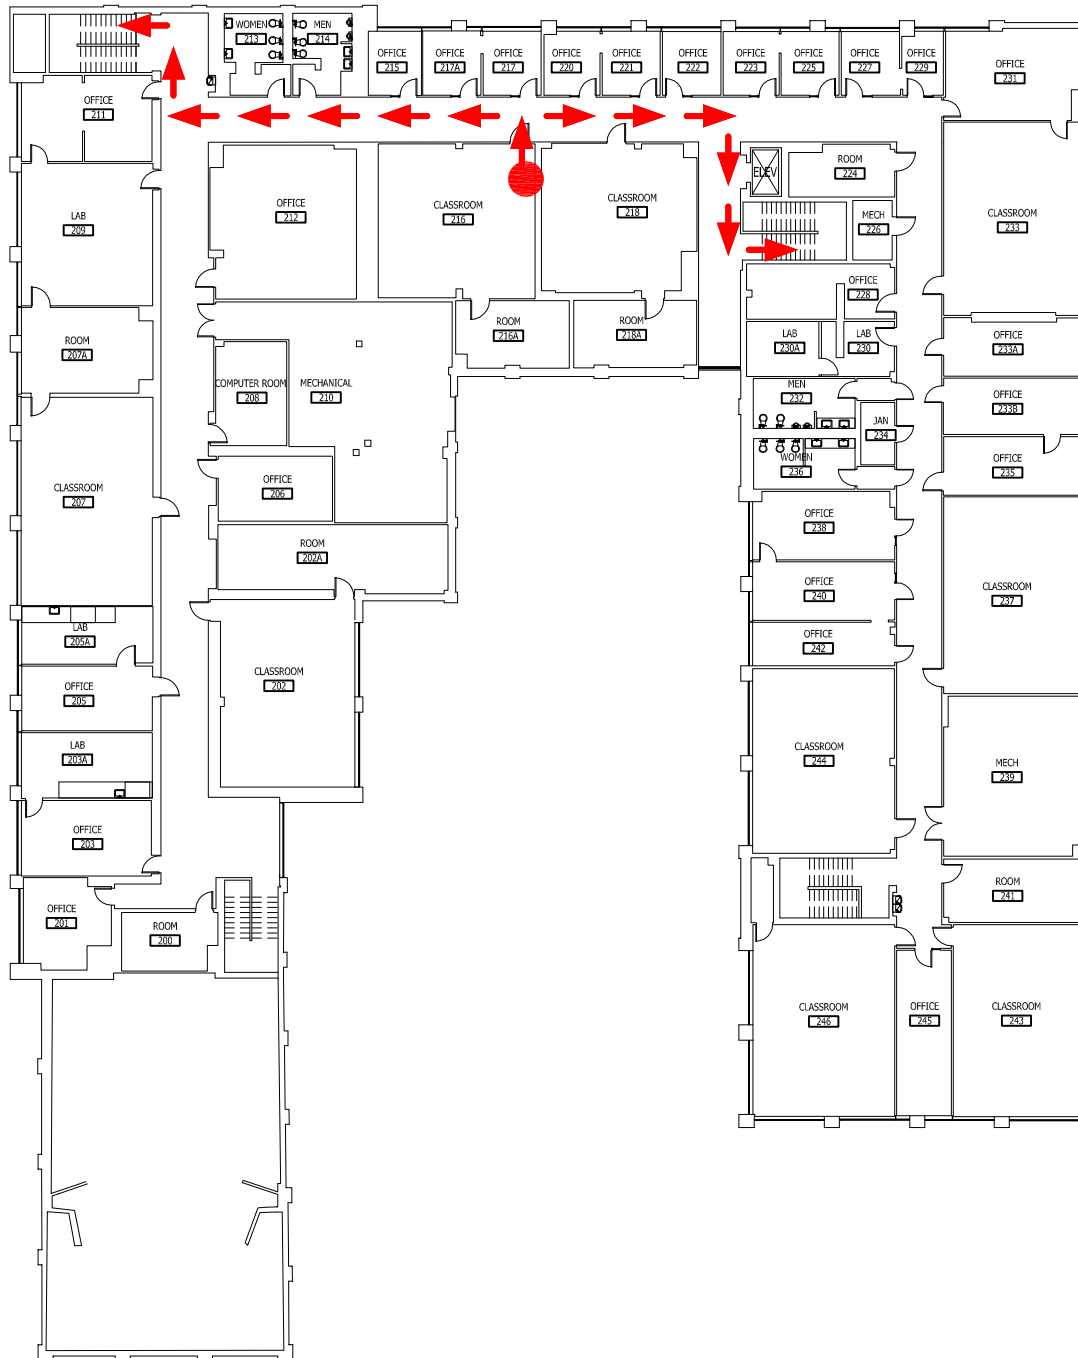 WOMEN
213
MEN
214
OFFICE
215
OFFICE
217A
OFFICE
217
OFFICE
220
OFFICE
221
OFFICE
222
OFFICE
223
OFFICE
225
OFFICE
227
OFFICE
229
OFFICE
231
OFFICE
211
ELEV
ROOM
224
LAB
209
OFFICE
212
CLASSROOM
216
CLASSROOM
218
MECH
226
CLASSROOM
233
OFFICE
228
ROOM
207A
ROOM
216A
ROOM
218A
LAB
230A
LAB
230
OFFICE
233A
COMPUTER ROOM
208
MECHANICAL
210
MEN
232
JAN
234
OFFICE
233B
WOMEN
236
OFFICE
235
CLASSROOM
207
OFFICE
206
OFFICE
238
ROOM
202A
OFFICE
240
CLASSROOM
237
LAB
205A
OFFICE
242
OFFICE
205
CLASSROOM
202
LAB
203A
CLASSROOM
244
MECH
239
OFFICE
203
ROOM
241
OFFICE
201
ROOM
200
CLASSROOM
246
OFFICE
245
CLASSROOM
243